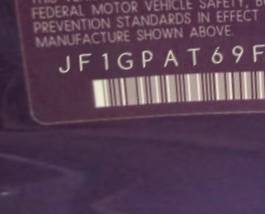 FEDERAL MOTOR VEHICLE SAFETY,
PREVENTION STANDARDS IN EFFECT
MANUFACTURE SHOWN ABOVE.
JF1GPAT69F